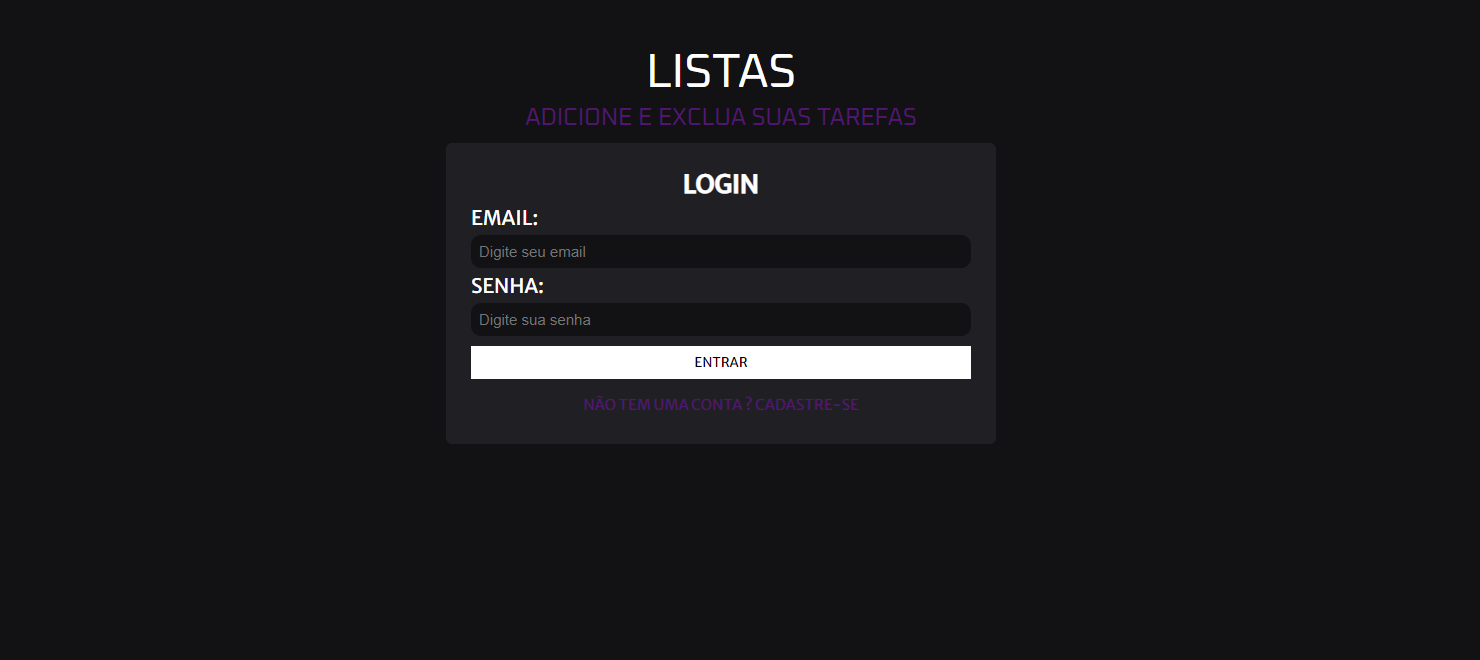 LISTAS
ADICIONE E EXCLUA SUAS TAREFAS
LOGIN
EMAIL:
Digite seu email
SENHA:
Digite sua senha
ENTRAR
NÃO TEM UMA CONTA ? CADASTRE-SE